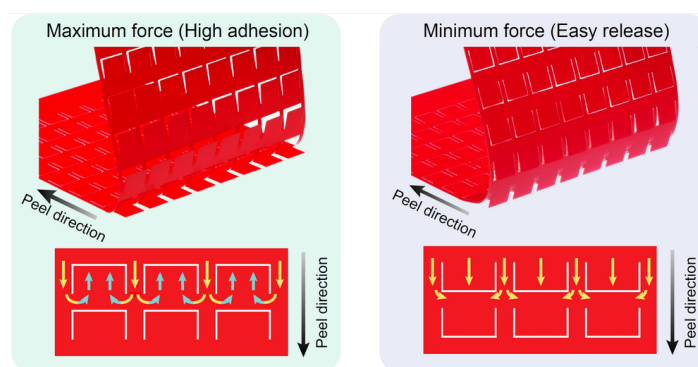 Maximum force (High adhesion)
Peel direction
Peel direction
Minimum force (Easy release)
Peel direction
Peel direction